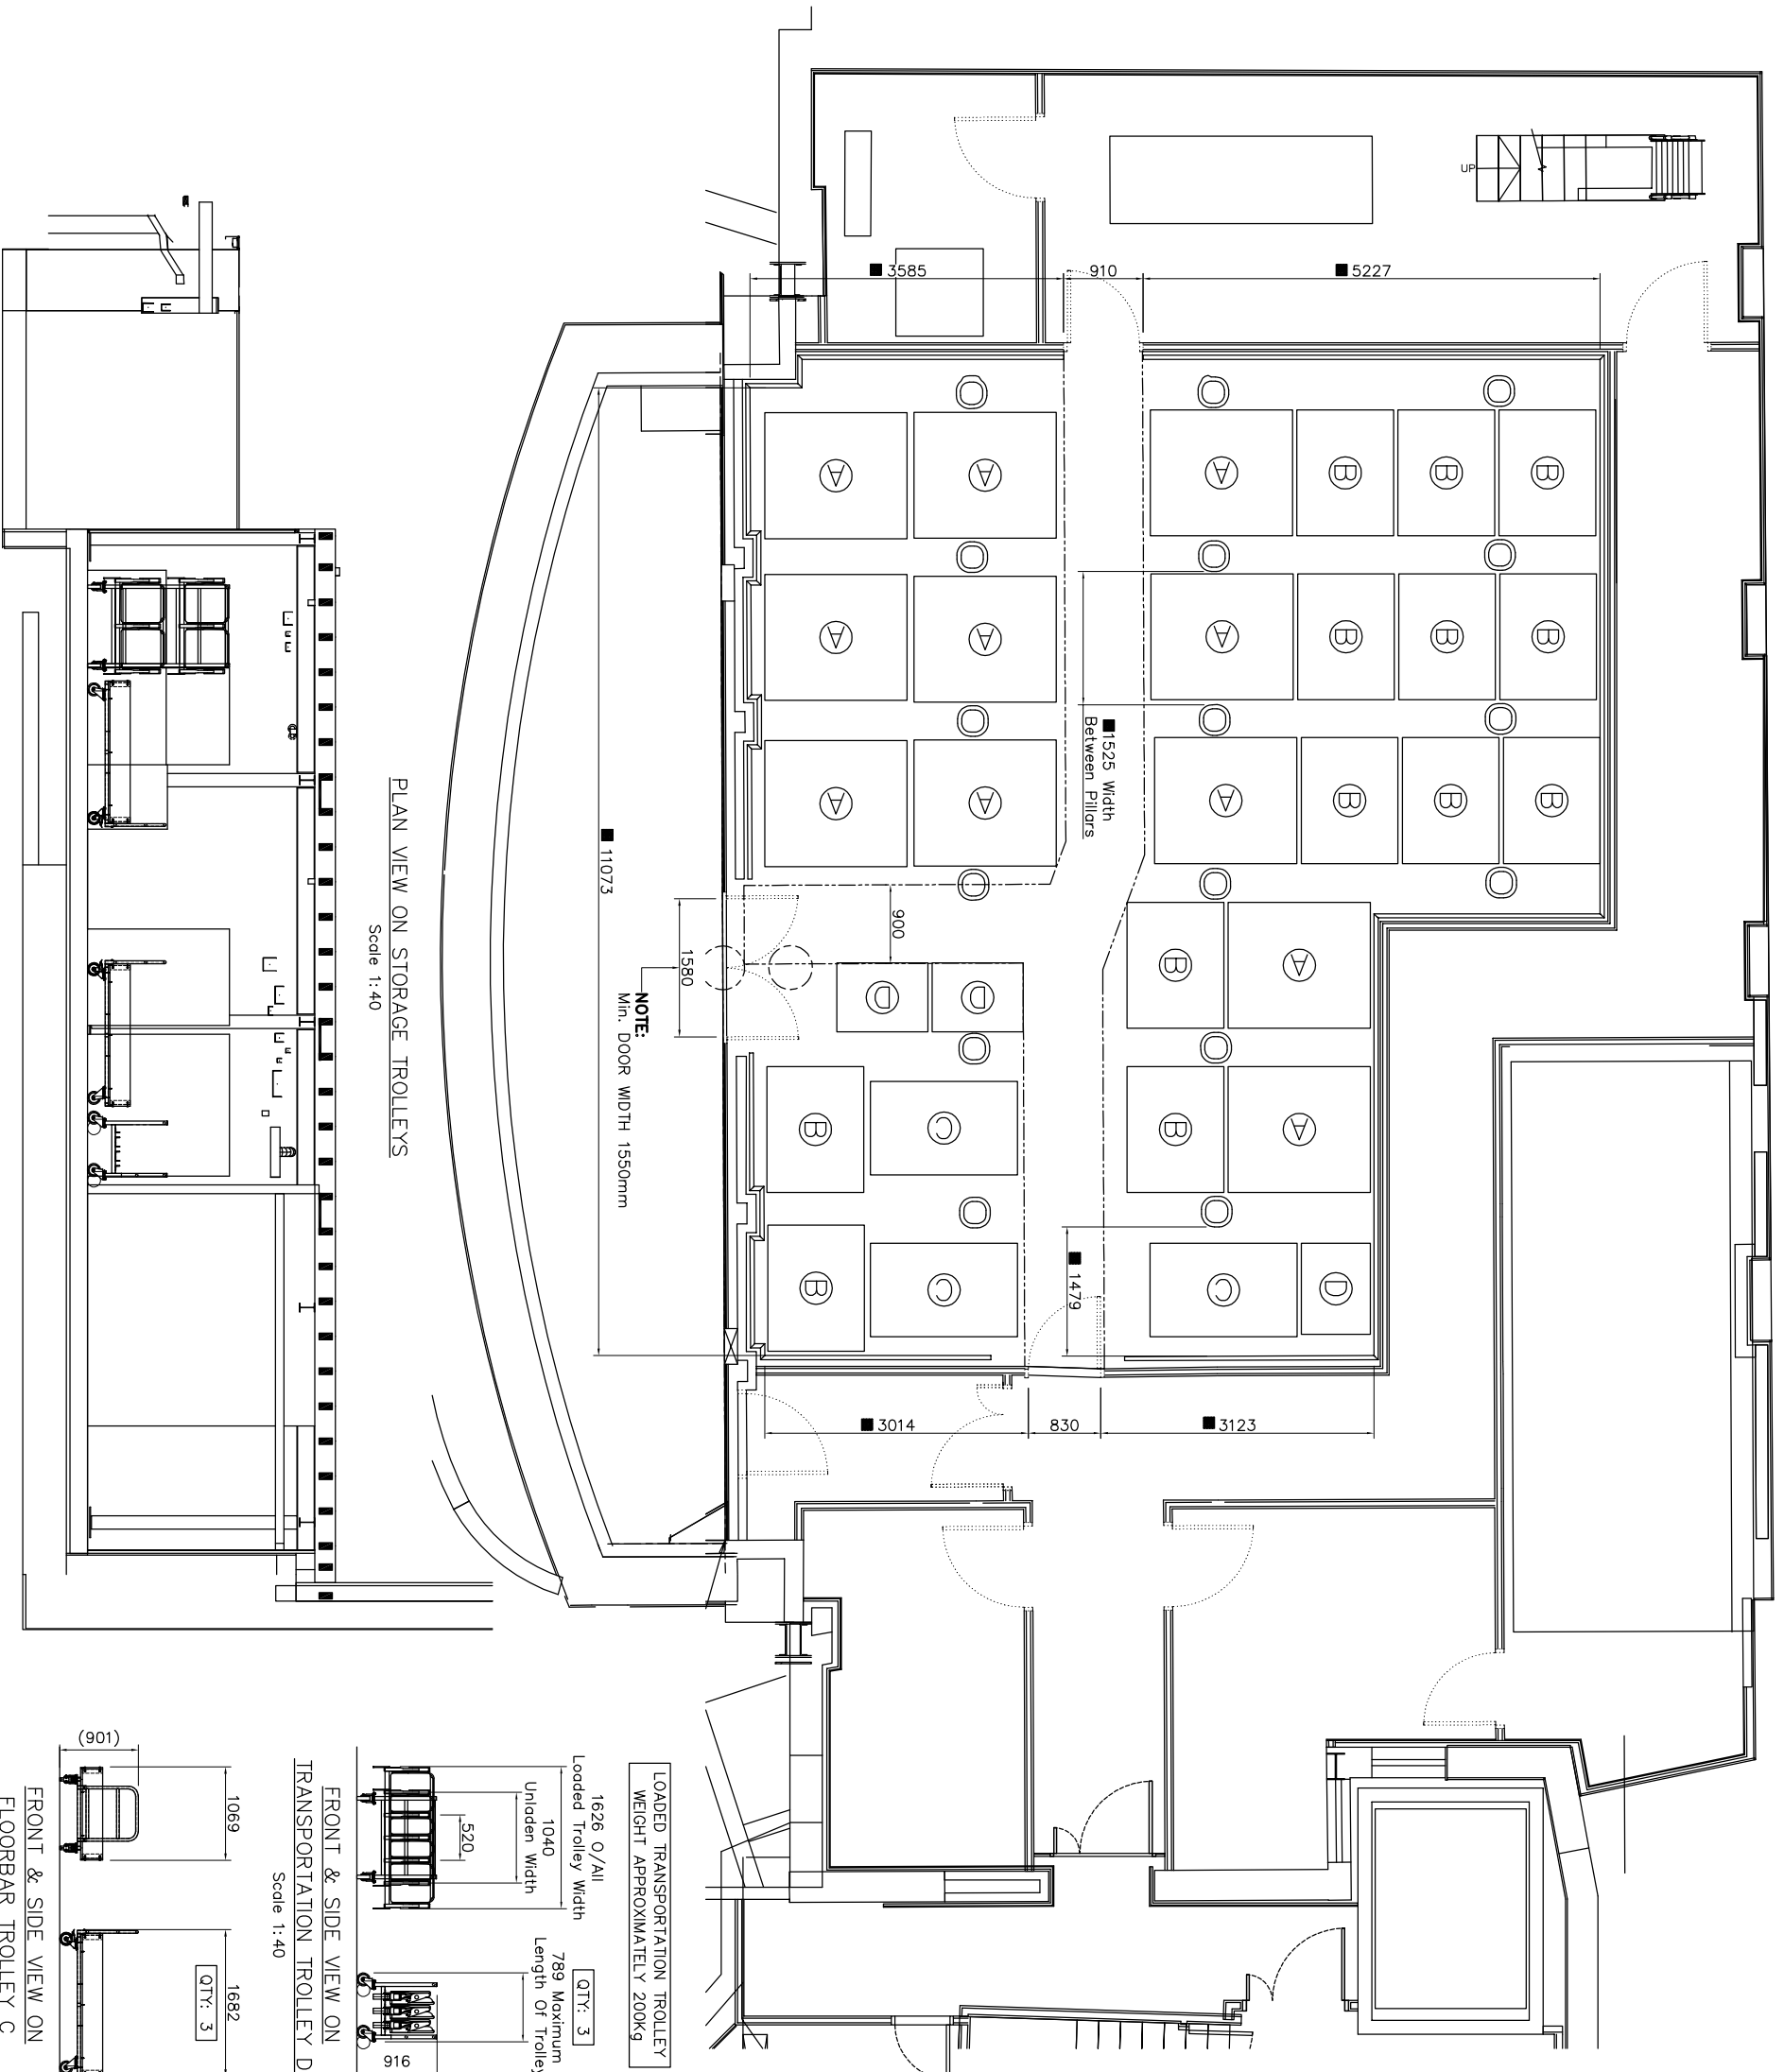 UP
■ 3585
910
■ 5227
A
A
A
B
B
B
A
A
A
B
B
B
■1525 Width
Between Pillars
A
A
A
B
B
B
■ 11073
900
1580
NOTE:
Min. DOOR WIDTH 1550mm
D
D
B
A
B
C
B
A
■ 1479
B
C
C
D
■ 3014
830
■ 3123
PLAN VIEW ON STORAGE TROLLEYS
Scale 1:40
LOADED TRANSPORTATION TROLLEY
WEIGHT APPROXIMATELY 200Kg
1626 O/All
Loaded Trolley Width
1040
Unladen Width
520
QTY: 3
789 Maximum
Length Of Trolley
916
FRONT & SIDE VIEW ON
TRANSPORTATION TROLLEY D
Scale 1:40
(901)
1069
1682
QTY: 3
FRONT & SIDE VIEW ON
FLOORBAR TROLLEY C